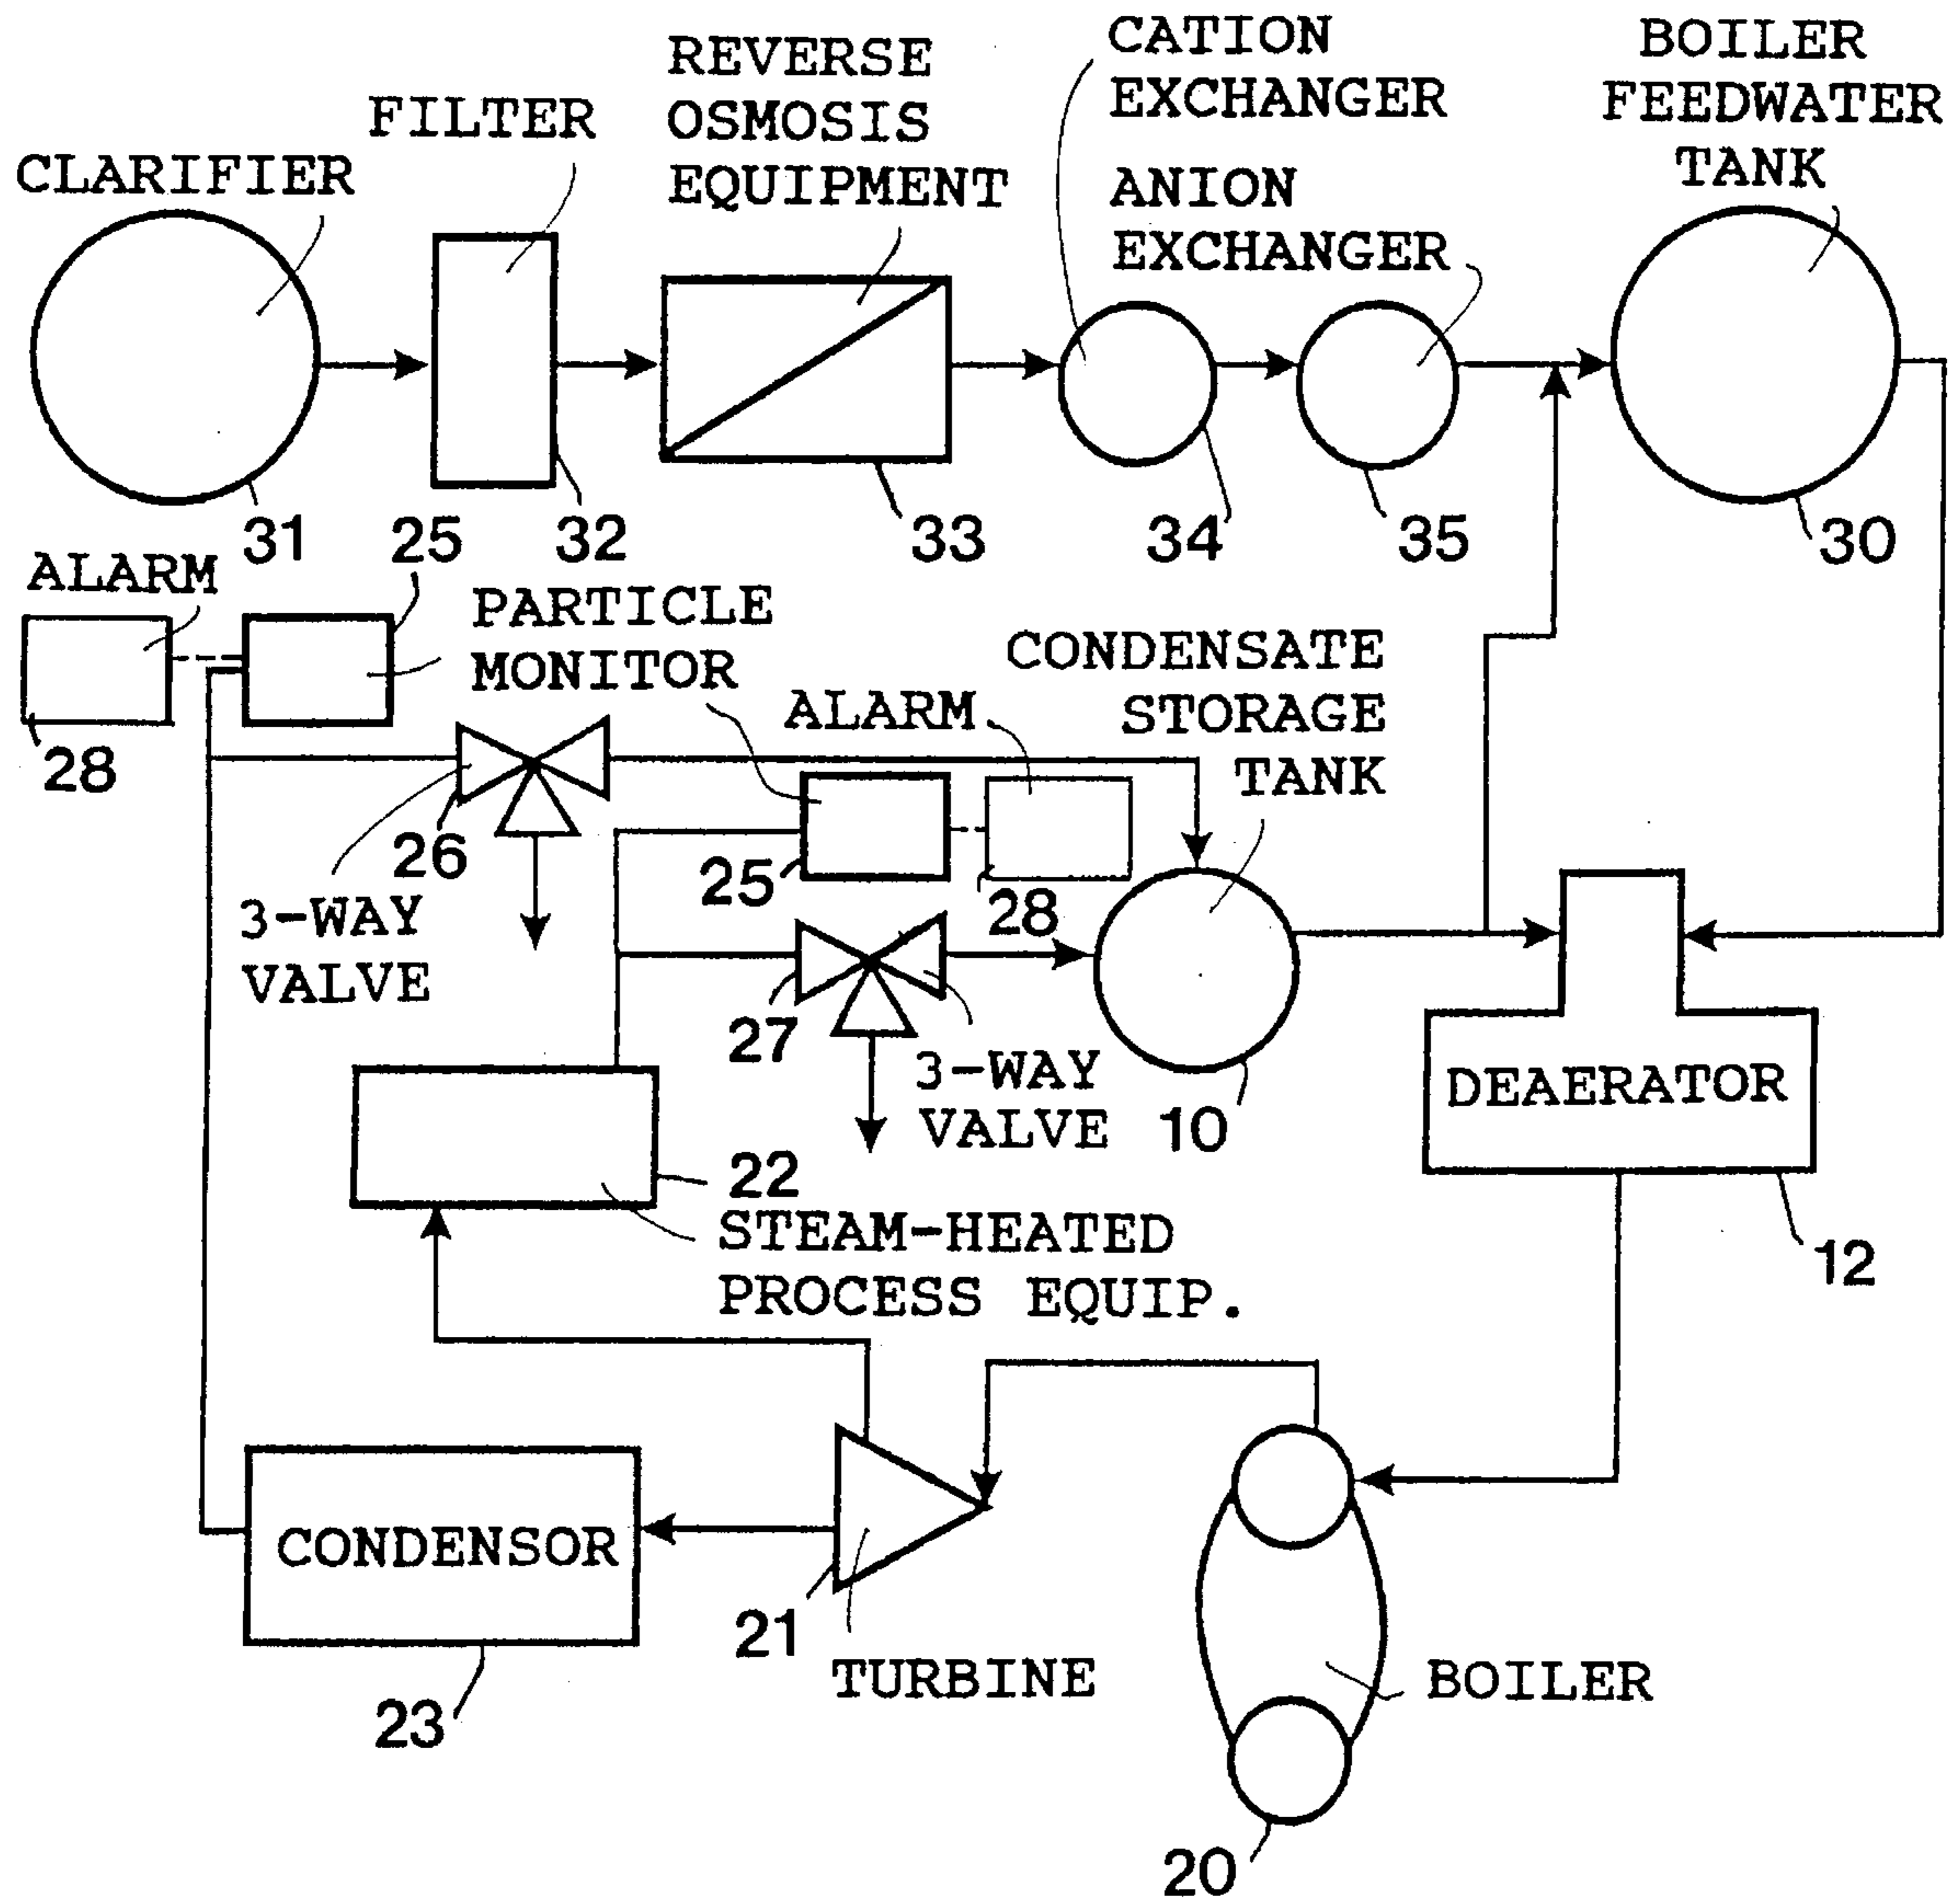 CLARIFIER
FILTER
REVERSE
OSMOSIS
EQUIPMENT
CATION
EXCHANGER
ANION
EXCHANGER
BOILER
FEEDWATER
TANK
31
25
32
33
34
35
30
ALARM
28
PARTICLE
MONITOR
ALARM
CONDENSATE
STORAGE
TANK
26
3-WAY
VALVE
25
28
27
3-WAY
VALVE
10
DEAERATOR
12
22
STEAM-HEATED
PROCESS EQUIP.
CONDENSOR
23
21
TURBINE
BOILER
20